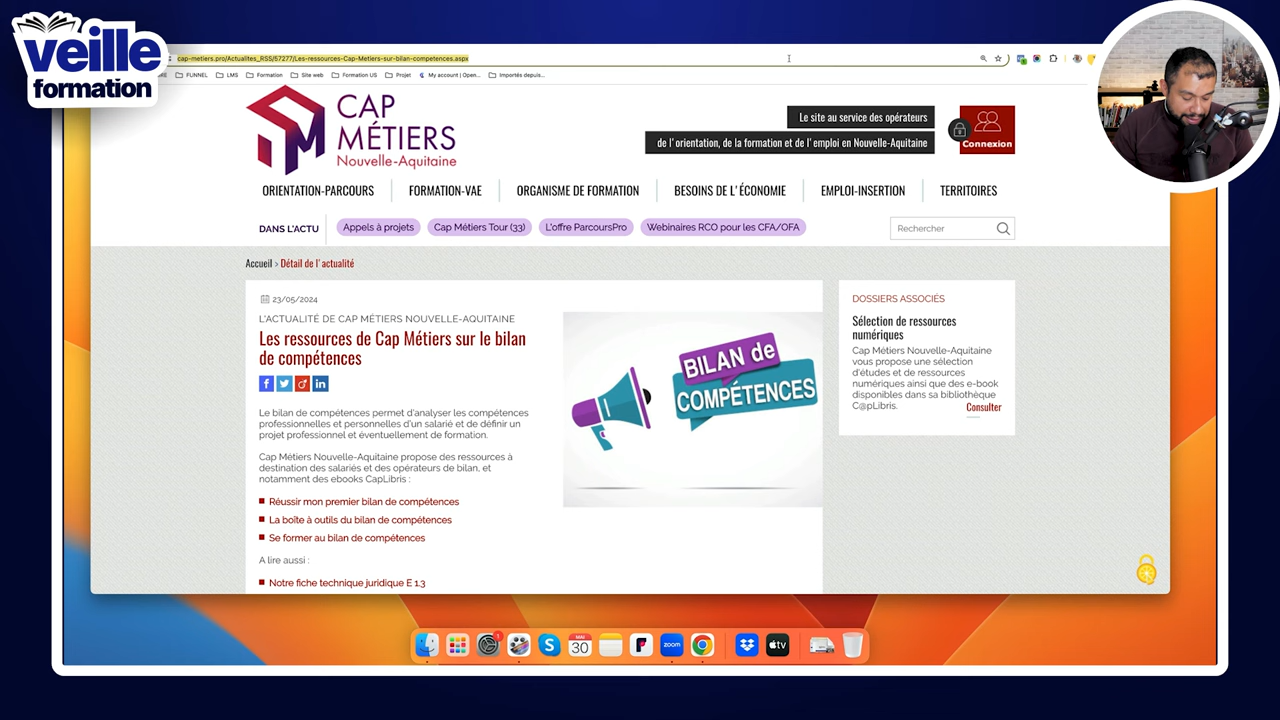 veille
formation
cap-metiers.pro/Actualites_RSS/57277/Les-ressources-Cap-Metiers-sur-bilan-competences.aspx
FUNNEL
LMS
Formation
Site web
Formation US
Projet
My account | Open...
Importés depuis...
CAP
MÉTIERS
Nouvelle-Aquitaine
Le site au service des opérateurs
de l'orientation, de la formation et de l'emploi en Nouvelle-Aquitaine
Connexion
ORIENTATION-PARCOURS
FORMATION-VAE
ORGANISME DE FORMATION
BESOINS DE L'ÉCONOMIE
EMPLOI-INSERTION
TERRITOIRES
DANS L'ACTU
Appels à projets
Cap Métiers Tour (33)
L'offre ParcoursPro
Webinaires RCO pour les CFA/OFA
Rechercher
Accueil > Détail de l'actualité
23/05/2024
L'ACTUALITÉ DE CAP MÉTIERS NOUVELLE-AQUITAINE
Les ressources de Cap Métiers sur le bilan
de compétences
Le bilan de compétences permet d'analyser les compétences
professionnelles et personnelles d'un salarié et de définir un
projet professionnel et éventuellement de formation.
Cap Métiers Nouvelle-Aquitaine propose des ressources à
destination des salariés et des opérateurs de bilan, et
notamment des ebooks CapLibris :
Réussir mon premier bilan de compétences
La boîte à outils du bilan de compétences
Se former au bilan de compétences
A lire aussi :
Notre fiche technique juridique E 1.3
BILAN de
COMPÉTENCES
DOSSIERS ASSOCIÉS
Sélection de ressources
numériques
Cap Métiers Nouvelle-Aquitaine
vous propose une sélection
d'études et de ressources
numériques ainsi que des e-book
disponibles dans sa bibliothèque
C@pLibris.
Consulter
MAI
30
zoom
tv